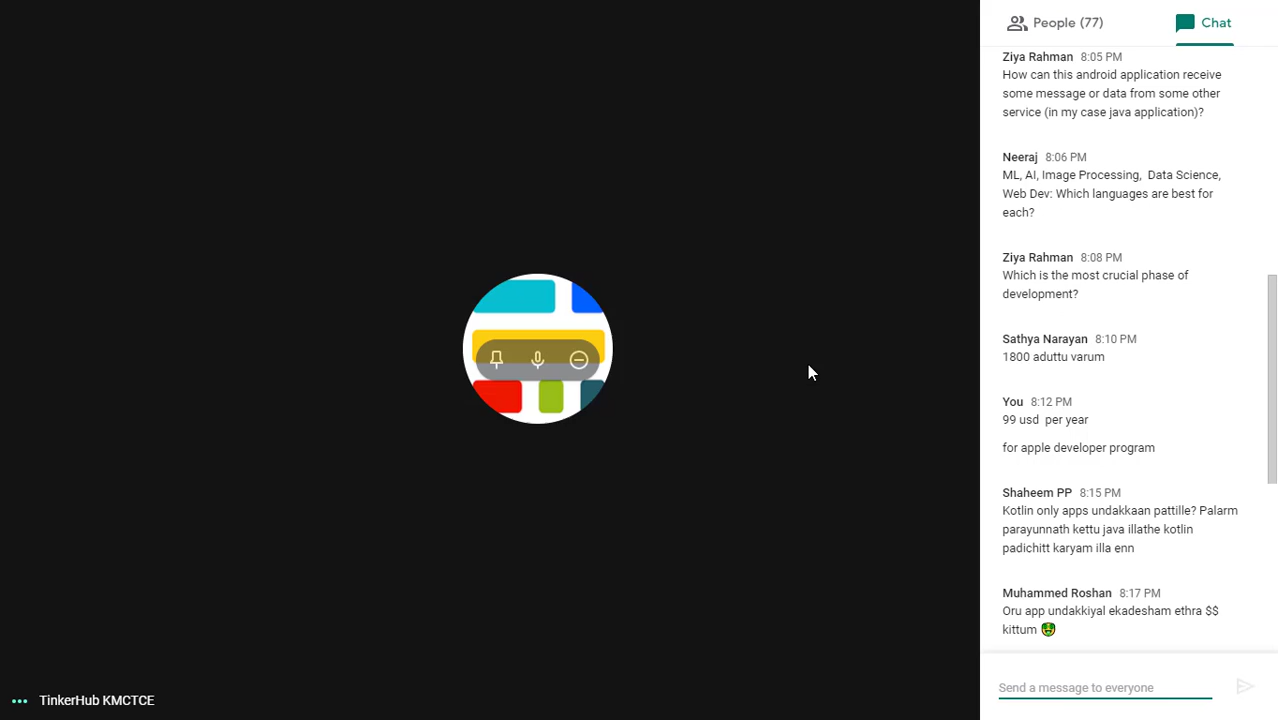 People (77)
Chat
Ziya Rahman 8:05 PM
How can this android application receive
some message or data from some other
service (in my case java application)?
Neeraj 8:06 PM
ML, AI, Image Processing,  Data Science,
Web Dev: Which languages are best for
each?
Ziya Rahman 8:08 PM
Which is the most crucial phase of
development?
Sathya Narayan 8:10 PM
1800 aduttu varum
You 8:12 PM
99 usd  per year
for apple developer program
Shaheem PP 8:15 PM
Kotlin only apps undakkaan pattille? Palarm
parayunnath kettu java illathe kotlin
padichitt karyam illa enn
Muhammed Roshan 8:17 PM
Oru app undakkiyal ekadesham ethra $$
kittum 🤑
Send a message to everyone
TinkerHub KMCTCE